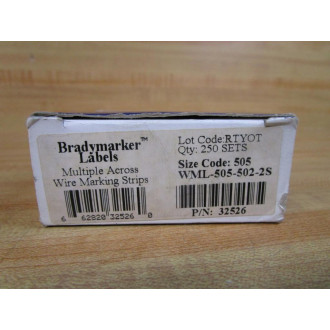 Bradymarker™
Labels
Multiple Across
Wire Marking Strips
6 62828 32526 0
Lot Code:RTYOT
Qty: 250 SETS
Size Code: 505
WML-505-502-2S
P/N: 32526